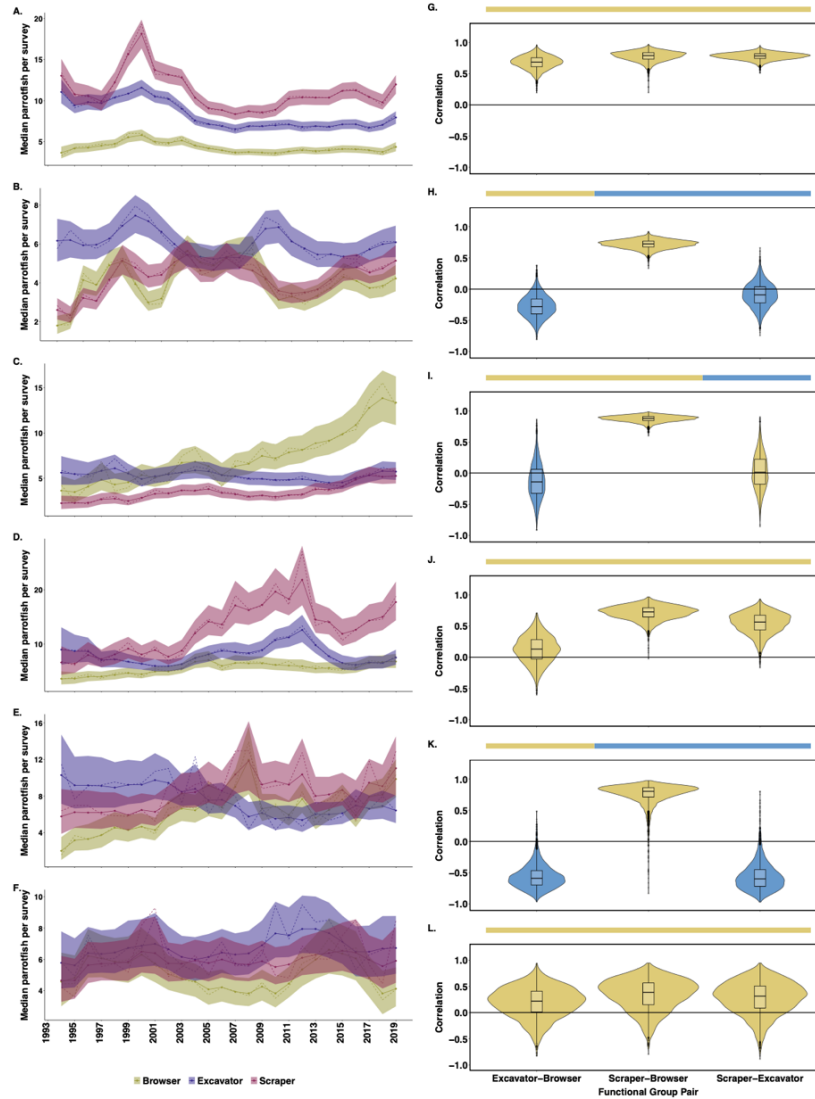 A.
Median parrotfish per survey
20
15
10
5
B.
Median parrotfish per survey
8
6
4
2
C.
Median parrotfish per survey
15
10
5
D.
Median parrotfish per survey
20
10
E.
Median parrotfish per survey
16
12
8
4
F.
Median parrotfish per survey
10
8
6
4
1993
1995
1997
1999
2001
2003
2005
2007
2009
2011
2013
2015
2017
2019
Browser Excavator Scraper
G.
Correlation
1.0
0.5
0.0
−0.5
−1.0
H.
Correlation
1.0
0.5
0.0
−0.5
−1.0
I.
Correlation
1.0
0.5
0.0
−0.5
−1.0
J.
Correlation
1.0
0.5
0.0
−0.5
−1.0
K.
Correlation
1.0
0.5
0.0
−0.5
−1.0
L.
Correlation
1.0
0.5
0.0
−0.5
−1.0
Excavator−Browser Scraper−Browser Scraper−Excavator
Functional Group Pair